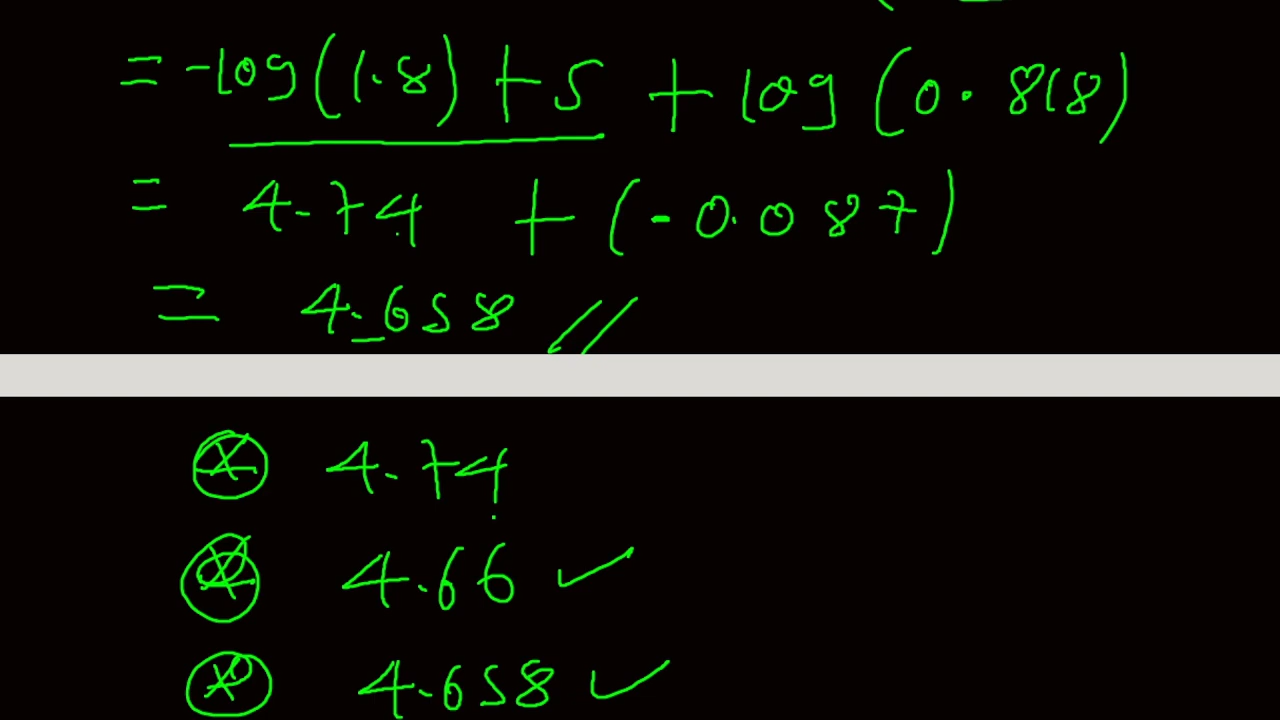 = -log(1.8) + 5 + log(0.818)
= 4.74 + (-0.087)
= 4.658 //
4.74
4.66 ✓
4.658 ✓